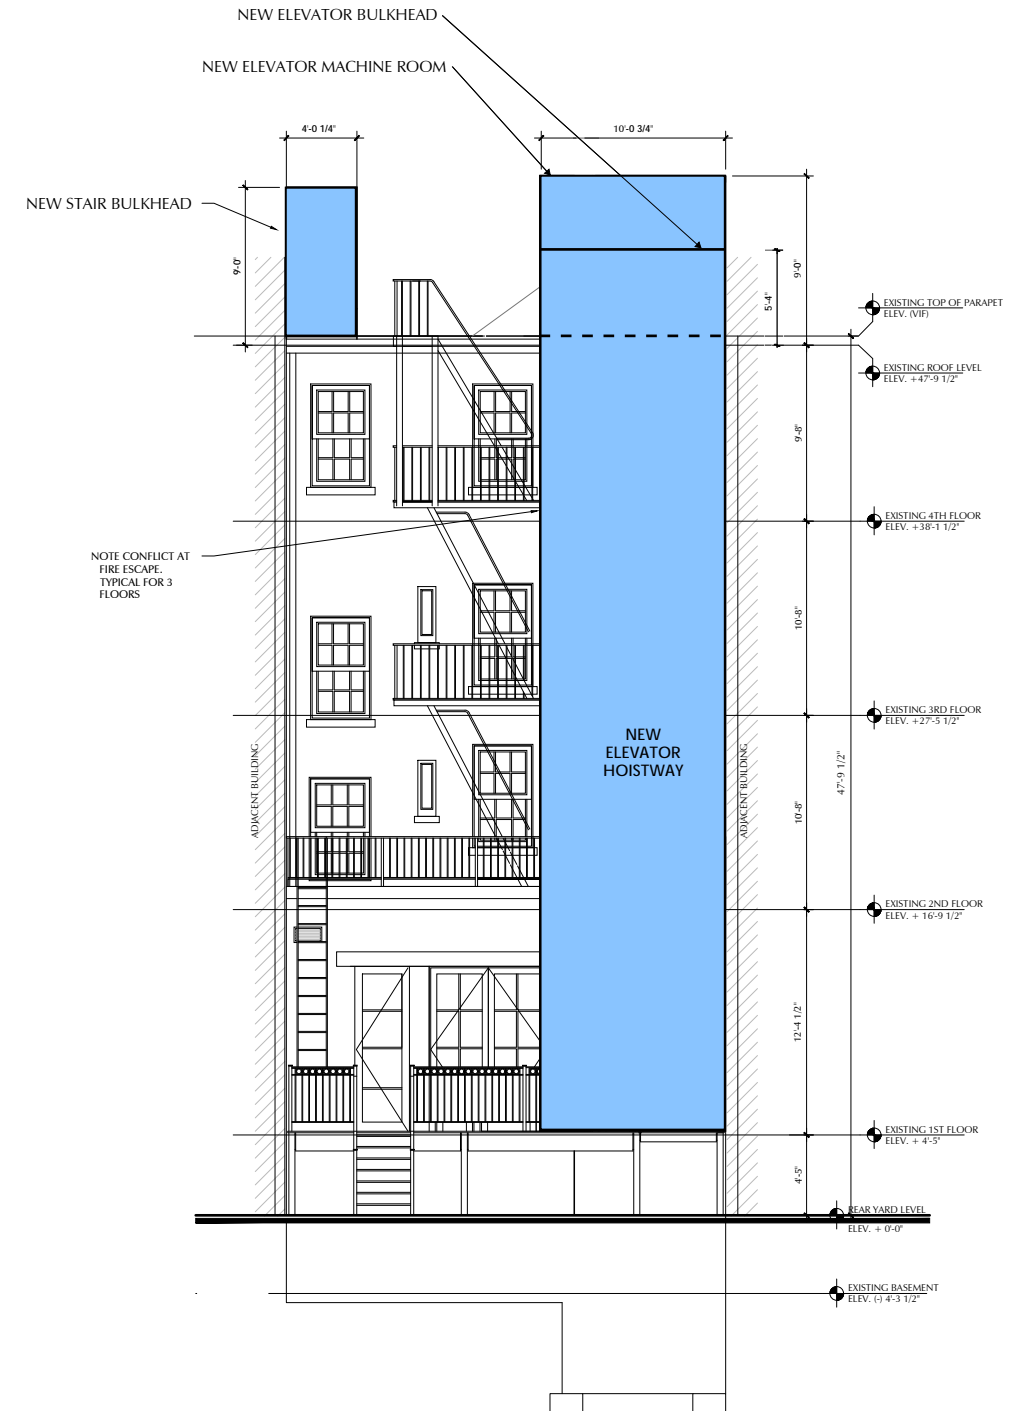 NEW ELEVATOR BULKHEAD
NEW ELEVATOR MACHINE ROOM
4'-0 1/4"
10'-0 3/4"
NEW STAIR BULKHEAD
9'-0"
9'-0"
5'-4"
EXISTING TOP OF PARAPET
ELEV. (VIF)
EXISTING ROOF LEVEL
ELEV. +47'-9 1/2"
9'-8"
EXISTING 4TH FLOOR
ELEV. +38'-1 1/2"
NOTE CONFLICT AT
FIRE ESCAPE.
TYPICAL FOR 3
FLOORS
10'-8"
EXISTING 3RD FLOOR
ELEV. +27'-5 1/2"
NEW
ELEVATOR
HOISTWAY
ADJACENT BUILDING
ADJACENT BUILDING
47'-9 1/2"
10'-8"
EXISTING 2ND FLOOR
ELEV. + 16'-9 1/2"
12'-4 1/2"
EXISTING 1ST FLOOR
ELEV. + 4'-5"
4'-5"
REAR YARD LEVEL
ELEV. + 0'-0"
EXISTING BASEMENT
ELEV. (-) 4'-3 1/2"